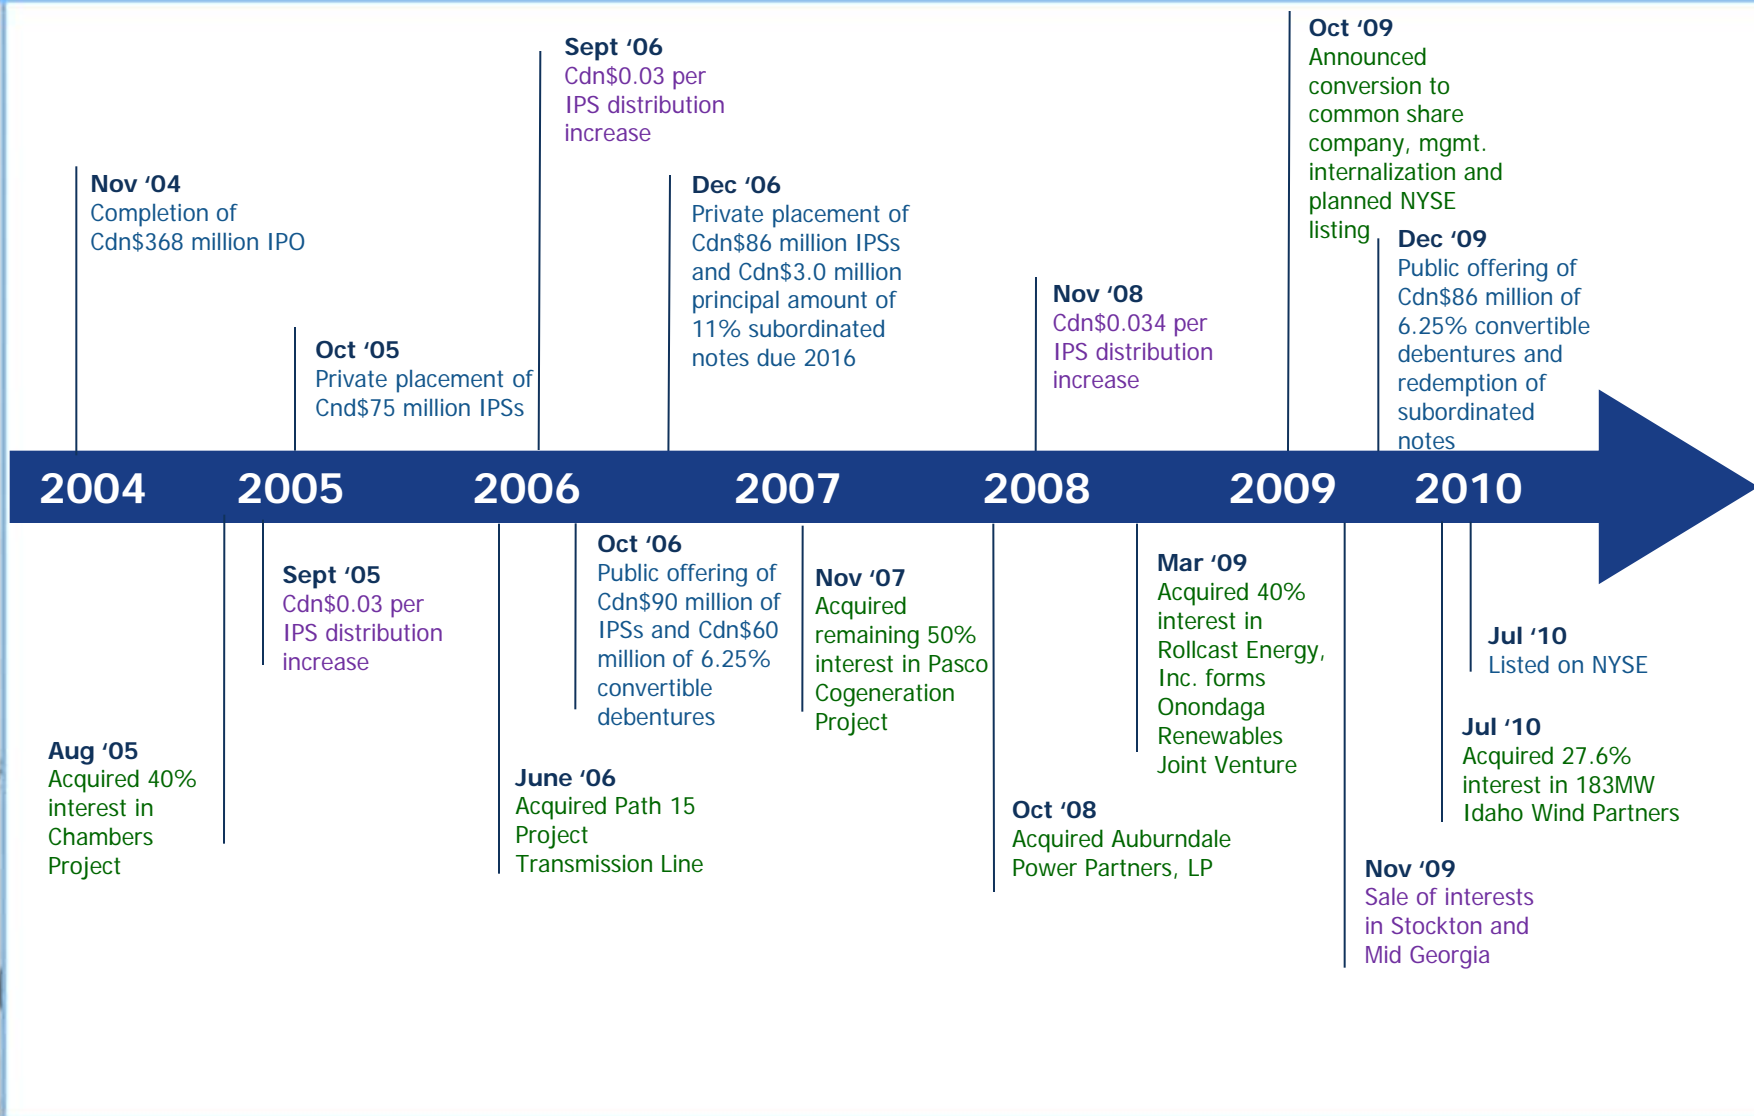 Nov ‘04
Completion of
Cdn$368 million IPO
Oct ‘05
Private placement of
Cnd$75 million IPSs
Sept ‘06
Cdn$0.03 per
IPS distribution
increase
Dec ‘06
Private placement of
Cdn$86 million IPSs
and Cdn$3.0 million
principal amount of
11% subordinated
notes due 2016
Nov ‘08
Cdn$0.034 per
IPS distribution
increase
Oct ‘09
Announced
conversion to
common share
company, mgmt.
internalization and
planned NYSE
listing
Dec ‘09
Public offering of
Cdn$86 million of
6.25% convertible
debentures and
redemption of
subordinated
notes
2004 2005 2006 2007 2008 2009 2010
Aug ‘05
Acquired 40%
interest in
Chambers
Project
Sept ‘05
Cdn$0.03 per
IPS distribution
increase
June ‘06
Acquired Path 15
Project
Transmission Line
Oct ‘06
Public offering of
Cdn$90 million of
IPSs and Cdn$60
million of 6.25%
convertible
debentures
Nov ‘07
Acquired
remaining 50%
interest in Pasco
Cogeneration
Project
Oct ‘08
Acquired Auburndale
Power Partners, LP
Mar ‘09
Acquired 40%
interest in
Rollcast Energy,
Inc. forms
Onondaga
Renewables
Joint Venture
Nov ‘09
Sale of interests
in Stockton and
Mid Georgia
Jul ‘10
Listed on NYSE
Jul ‘10
Acquired 27.6%
interest in 183MW
Idaho Wind Partners